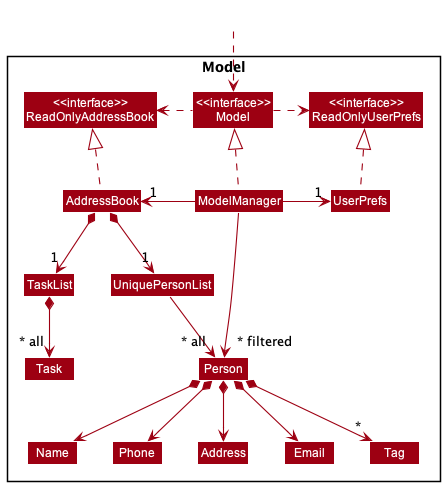 Model
<<interface>>
ReadOnlyAddressBook
<<interface>>
Model
<<interface>>
ReadOnlyUserPrefs
AddressBook
1
ModelManager
1
UserPrefs
1
1
TaskList
UniquePersonList
* all
* all
* filtered
Task
Person
*
Name
Phone
Address
Email
Tag